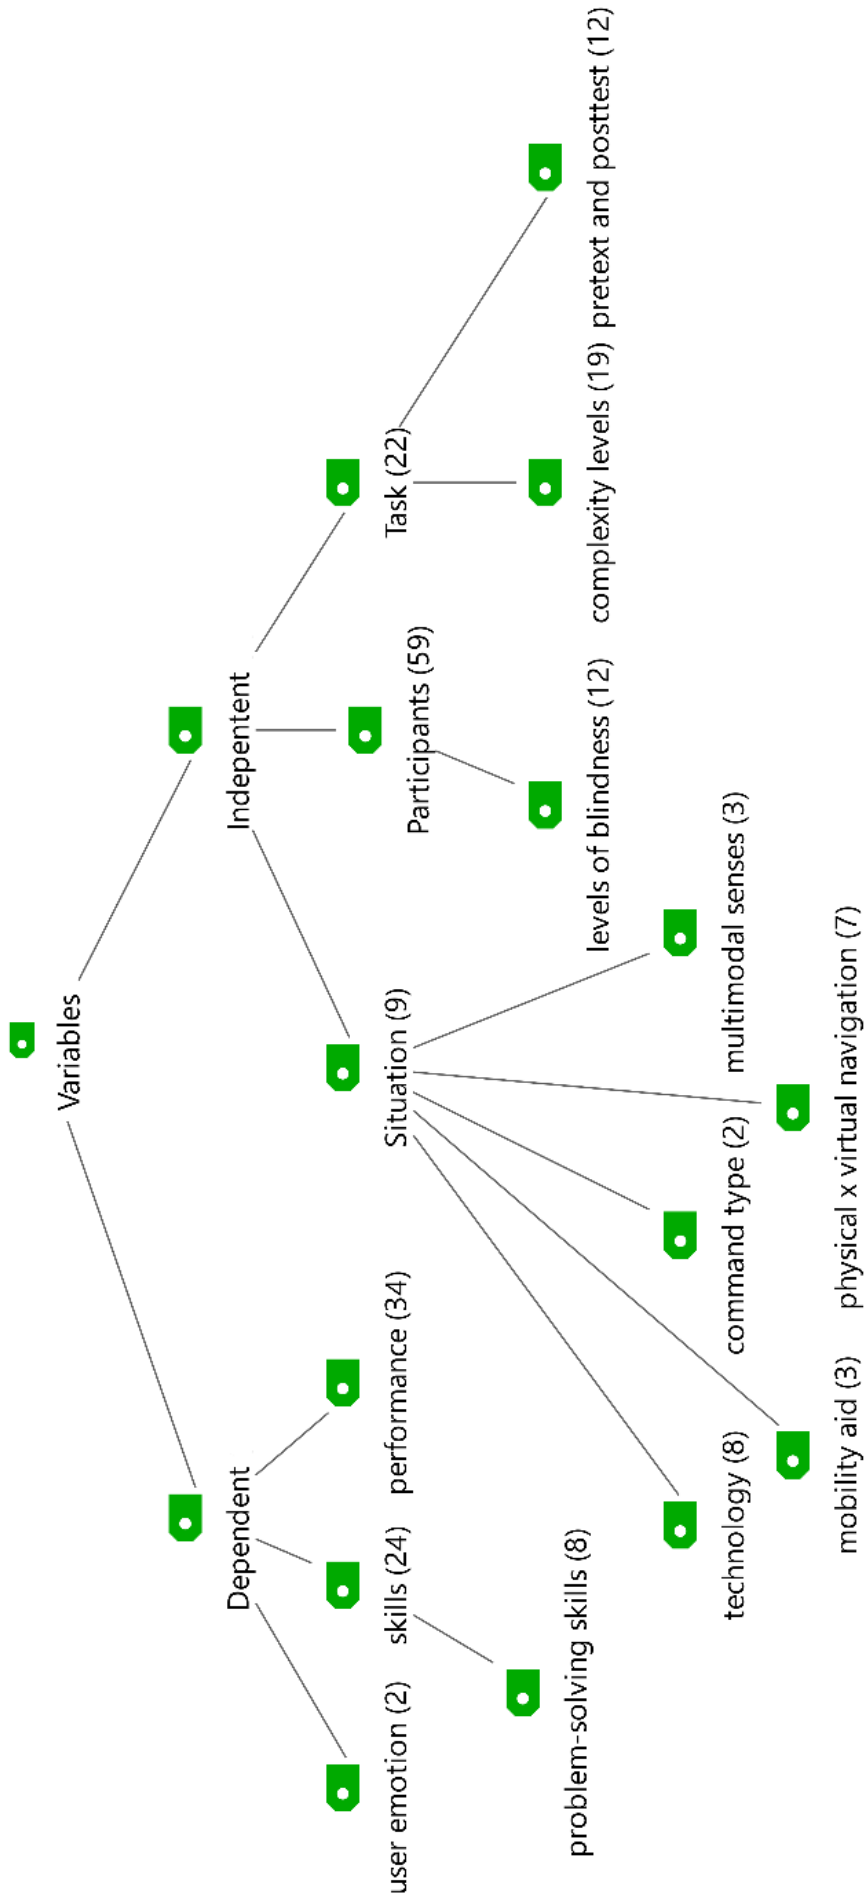 Variables
Dependent
Indepentent
user emotion (2)
skills (24)
performance (34)
Situation (9)
Participants (59)
Task (22)
problem-solving skills (8)
levels of blindness (12)
complexity levels (19)
pretext and posttest (12)
technology (8)
command type (2)
multimodal senses (3)
mobility aid (3)
physical x virtual navigation (7)